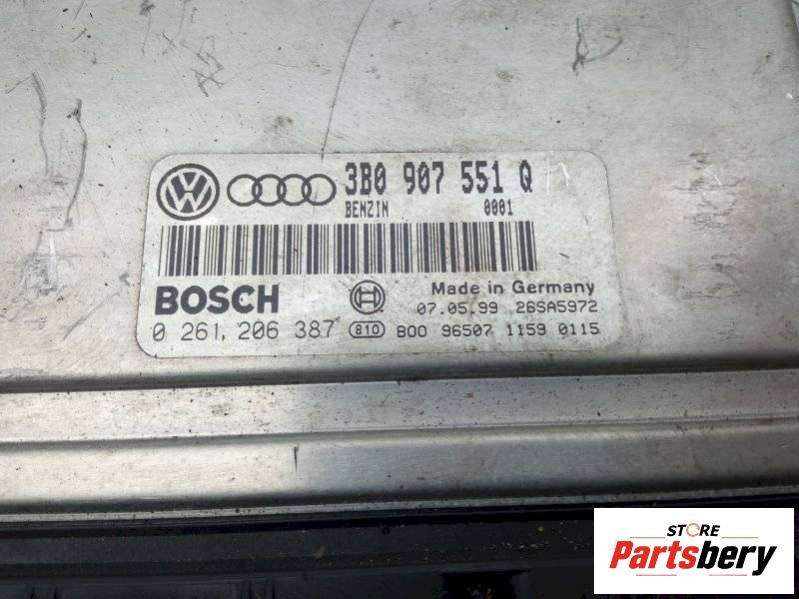 3B0 907 551 Q
BENZIN 0001
BOSCH Made in Germany
07.05.99 26SA5972
0 261 206 387 810 B00 96507 1159 0115
STORE
Partsbery